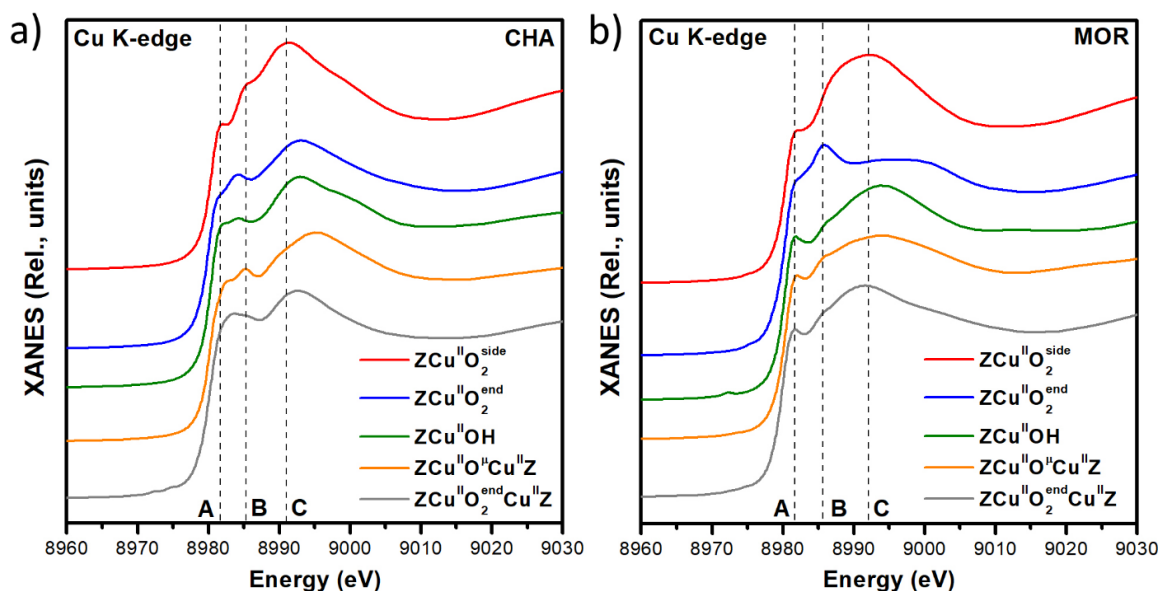 a)
Cu K-edge
CHA
XANES (Rel., units)
ZCuᴵᴵO₂ˢⁱᵈᵉ
ZCuᴵᴵO₂ᵉⁿᵈ
ZCuᴵᴵOH
ZCuᴵᴵOᵘCuᴵᴵZ
ZCuᴵᴵO₂ᵉⁿᵈCuᴵᴵZ
A B C
8960 8970 8980 8990 9000 9010 9020 9030
Energy (eV)
b)
Cu K-edge
MOR
XANES (Rel., units)
ZCuᴵᴵO₂ˢⁱᵈᵉ
ZCuᴵᴵO₂ᵉⁿᵈ
ZCuᴵᴵOH
ZCuᴵᴵOᵘCuᴵᴵZ
ZCuᴵᴵO₂ᵉⁿᵈCuᴵᴵZ
A B C
8960 8970 8980 8990 9000 9010 9020 9030
Energy (eV)